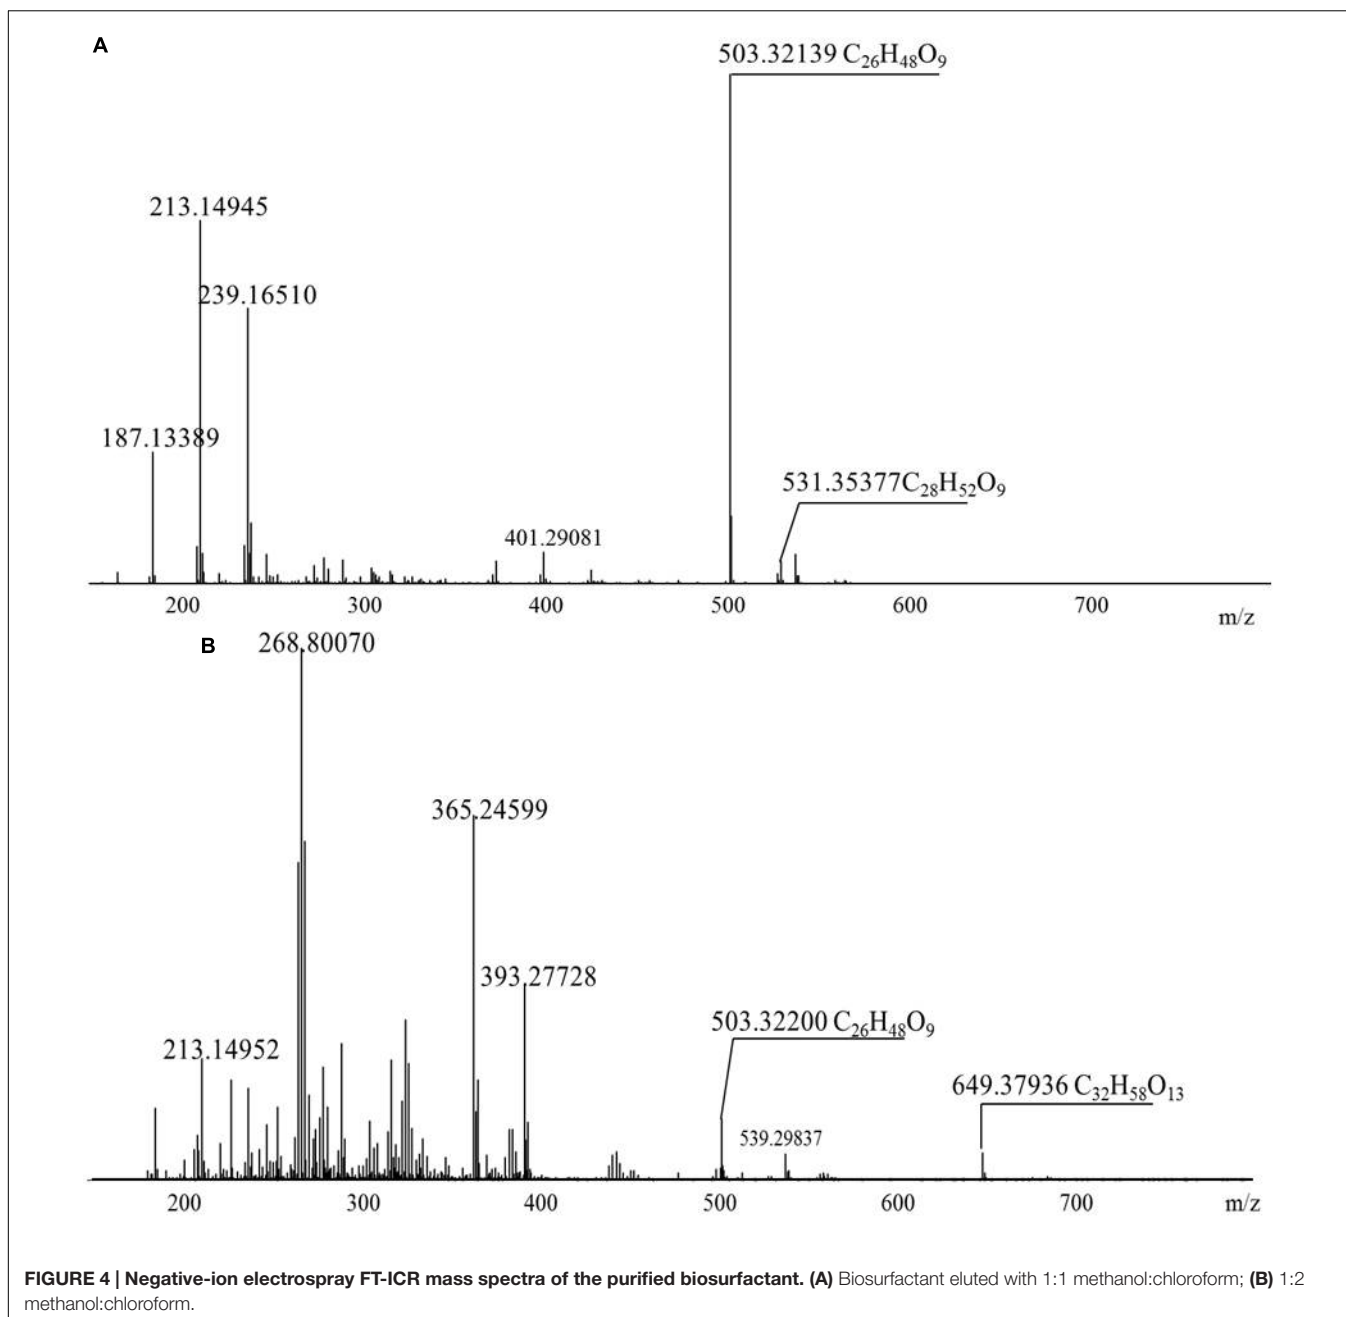 A
503.32139 C₂₆H₄₈O₉
213.14945
239.16510
187.13389
531.35377C₂₈H₅₂O₉
401.29081
200 300 400 500 600 700
m/z
B
268.80070
365.24599
393.27728
503.32200 C₂₆H₄₈O₉
213.14952
649.37936 C₃₂H₅₈O₁₃
539.29837
200 300 400 500 600 700 m/z
FIGURE 4 | Negative-ion electrospray FT-ICR mass spectra of the purified biosurfactant. (A) Biosurfactant eluted with 1:1 methanol:chloroform; (B) 1:2
methanol:chloroform.